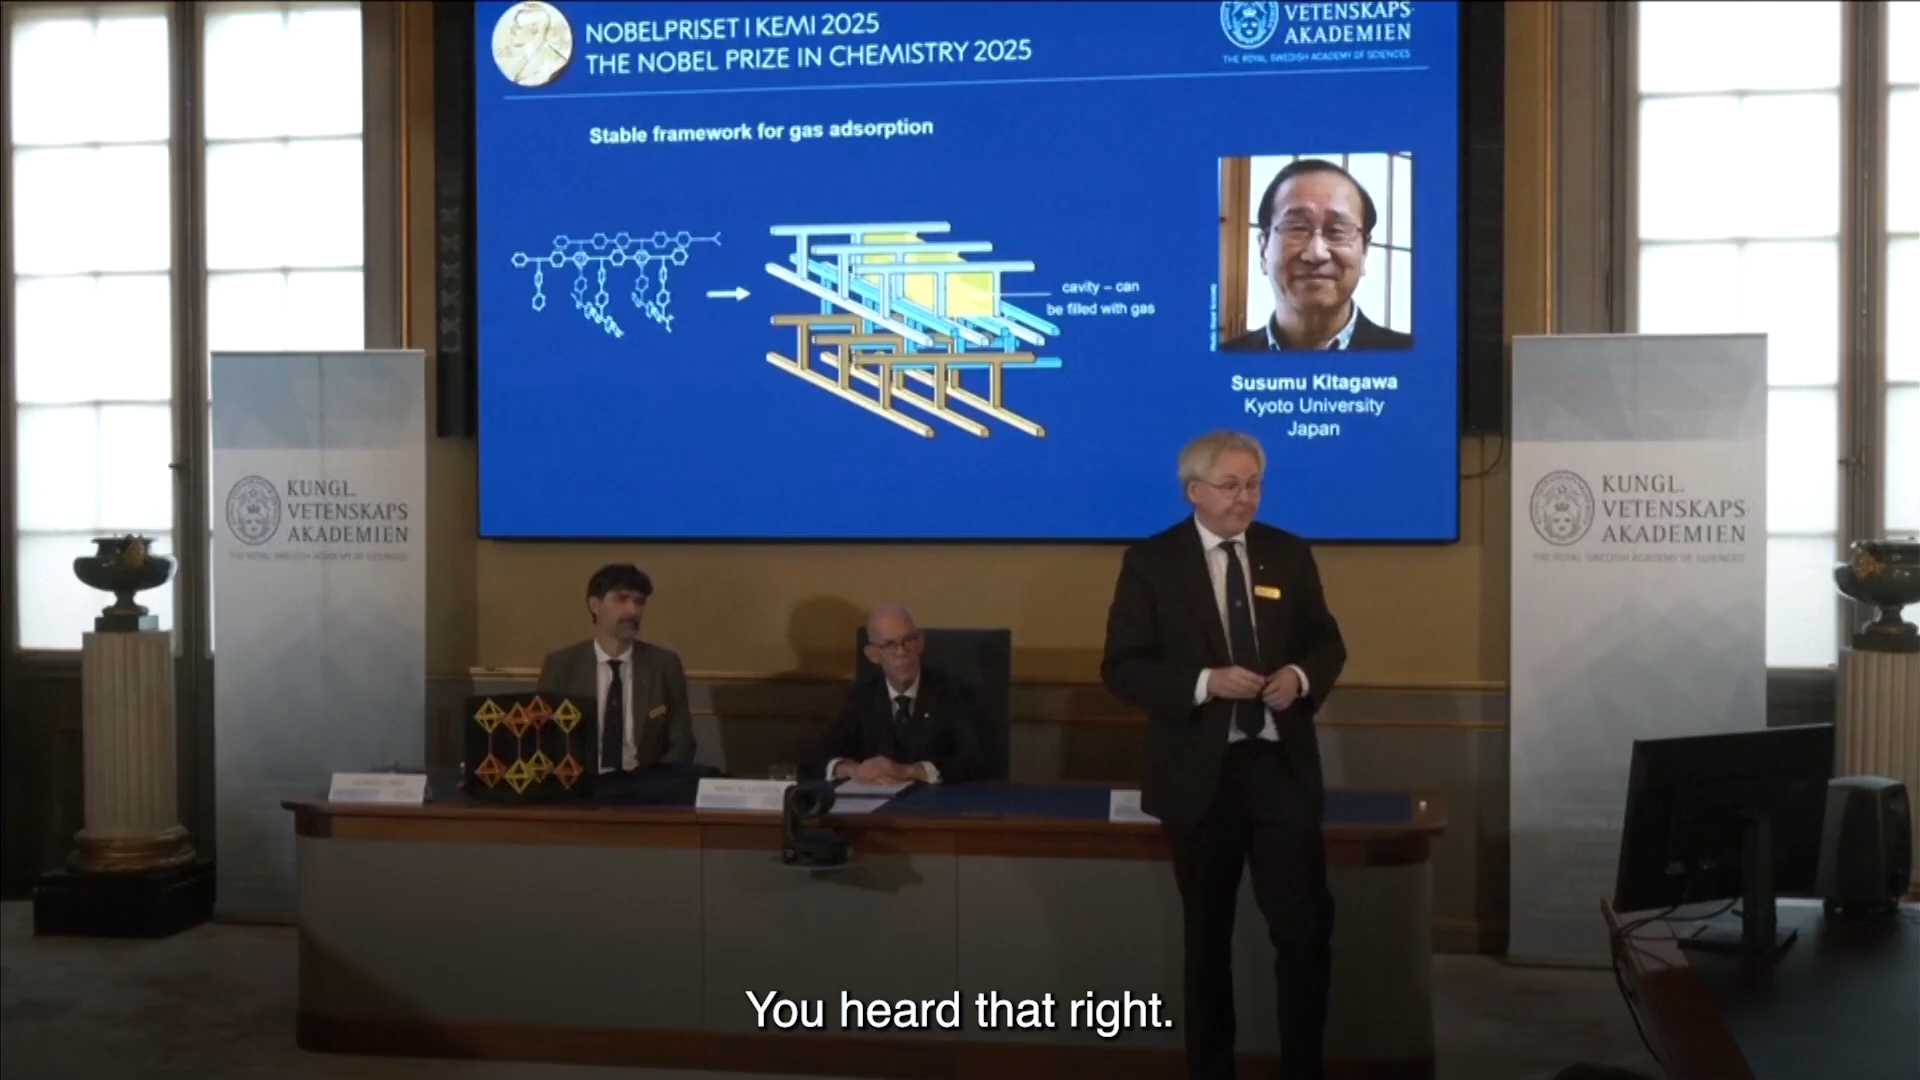 NOBELPRISET I KEMI 2025
THE NOBEL PRIZE IN CHEMISTRY 2025
VETENSKAPS-
AKADEMIEN
THE ROYAL SWEDISH ACADEMY OF SCIENCES
Stable framework for gas adsorption
cavity – can
be filled with gas
Susumu Kitagawa
Kyoto University
Japan
KUNGL.
VETENSKAPS
AKADEMIEN
THE ROYAL SWEDISH ACADEMY OF SCIENCES
KUNGL.
VETENSKAPS-
AKADEMIEN
THE ROYAL SWEDISH ACADEMY OF SCIENCES
You heard that right.